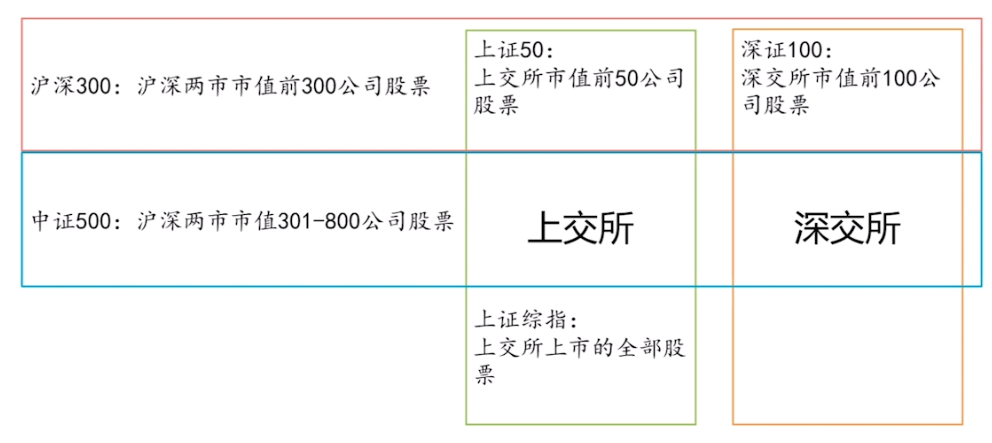 沪深300：沪深两市市值前300公司股票
上证50：
上交所市值前50公司
股票
深证100：
深交所市值前100公
司股票
中证500：沪深两市市值301-800公司股票
上交所
深交所
上证综指：
上交所上市的全部股
票